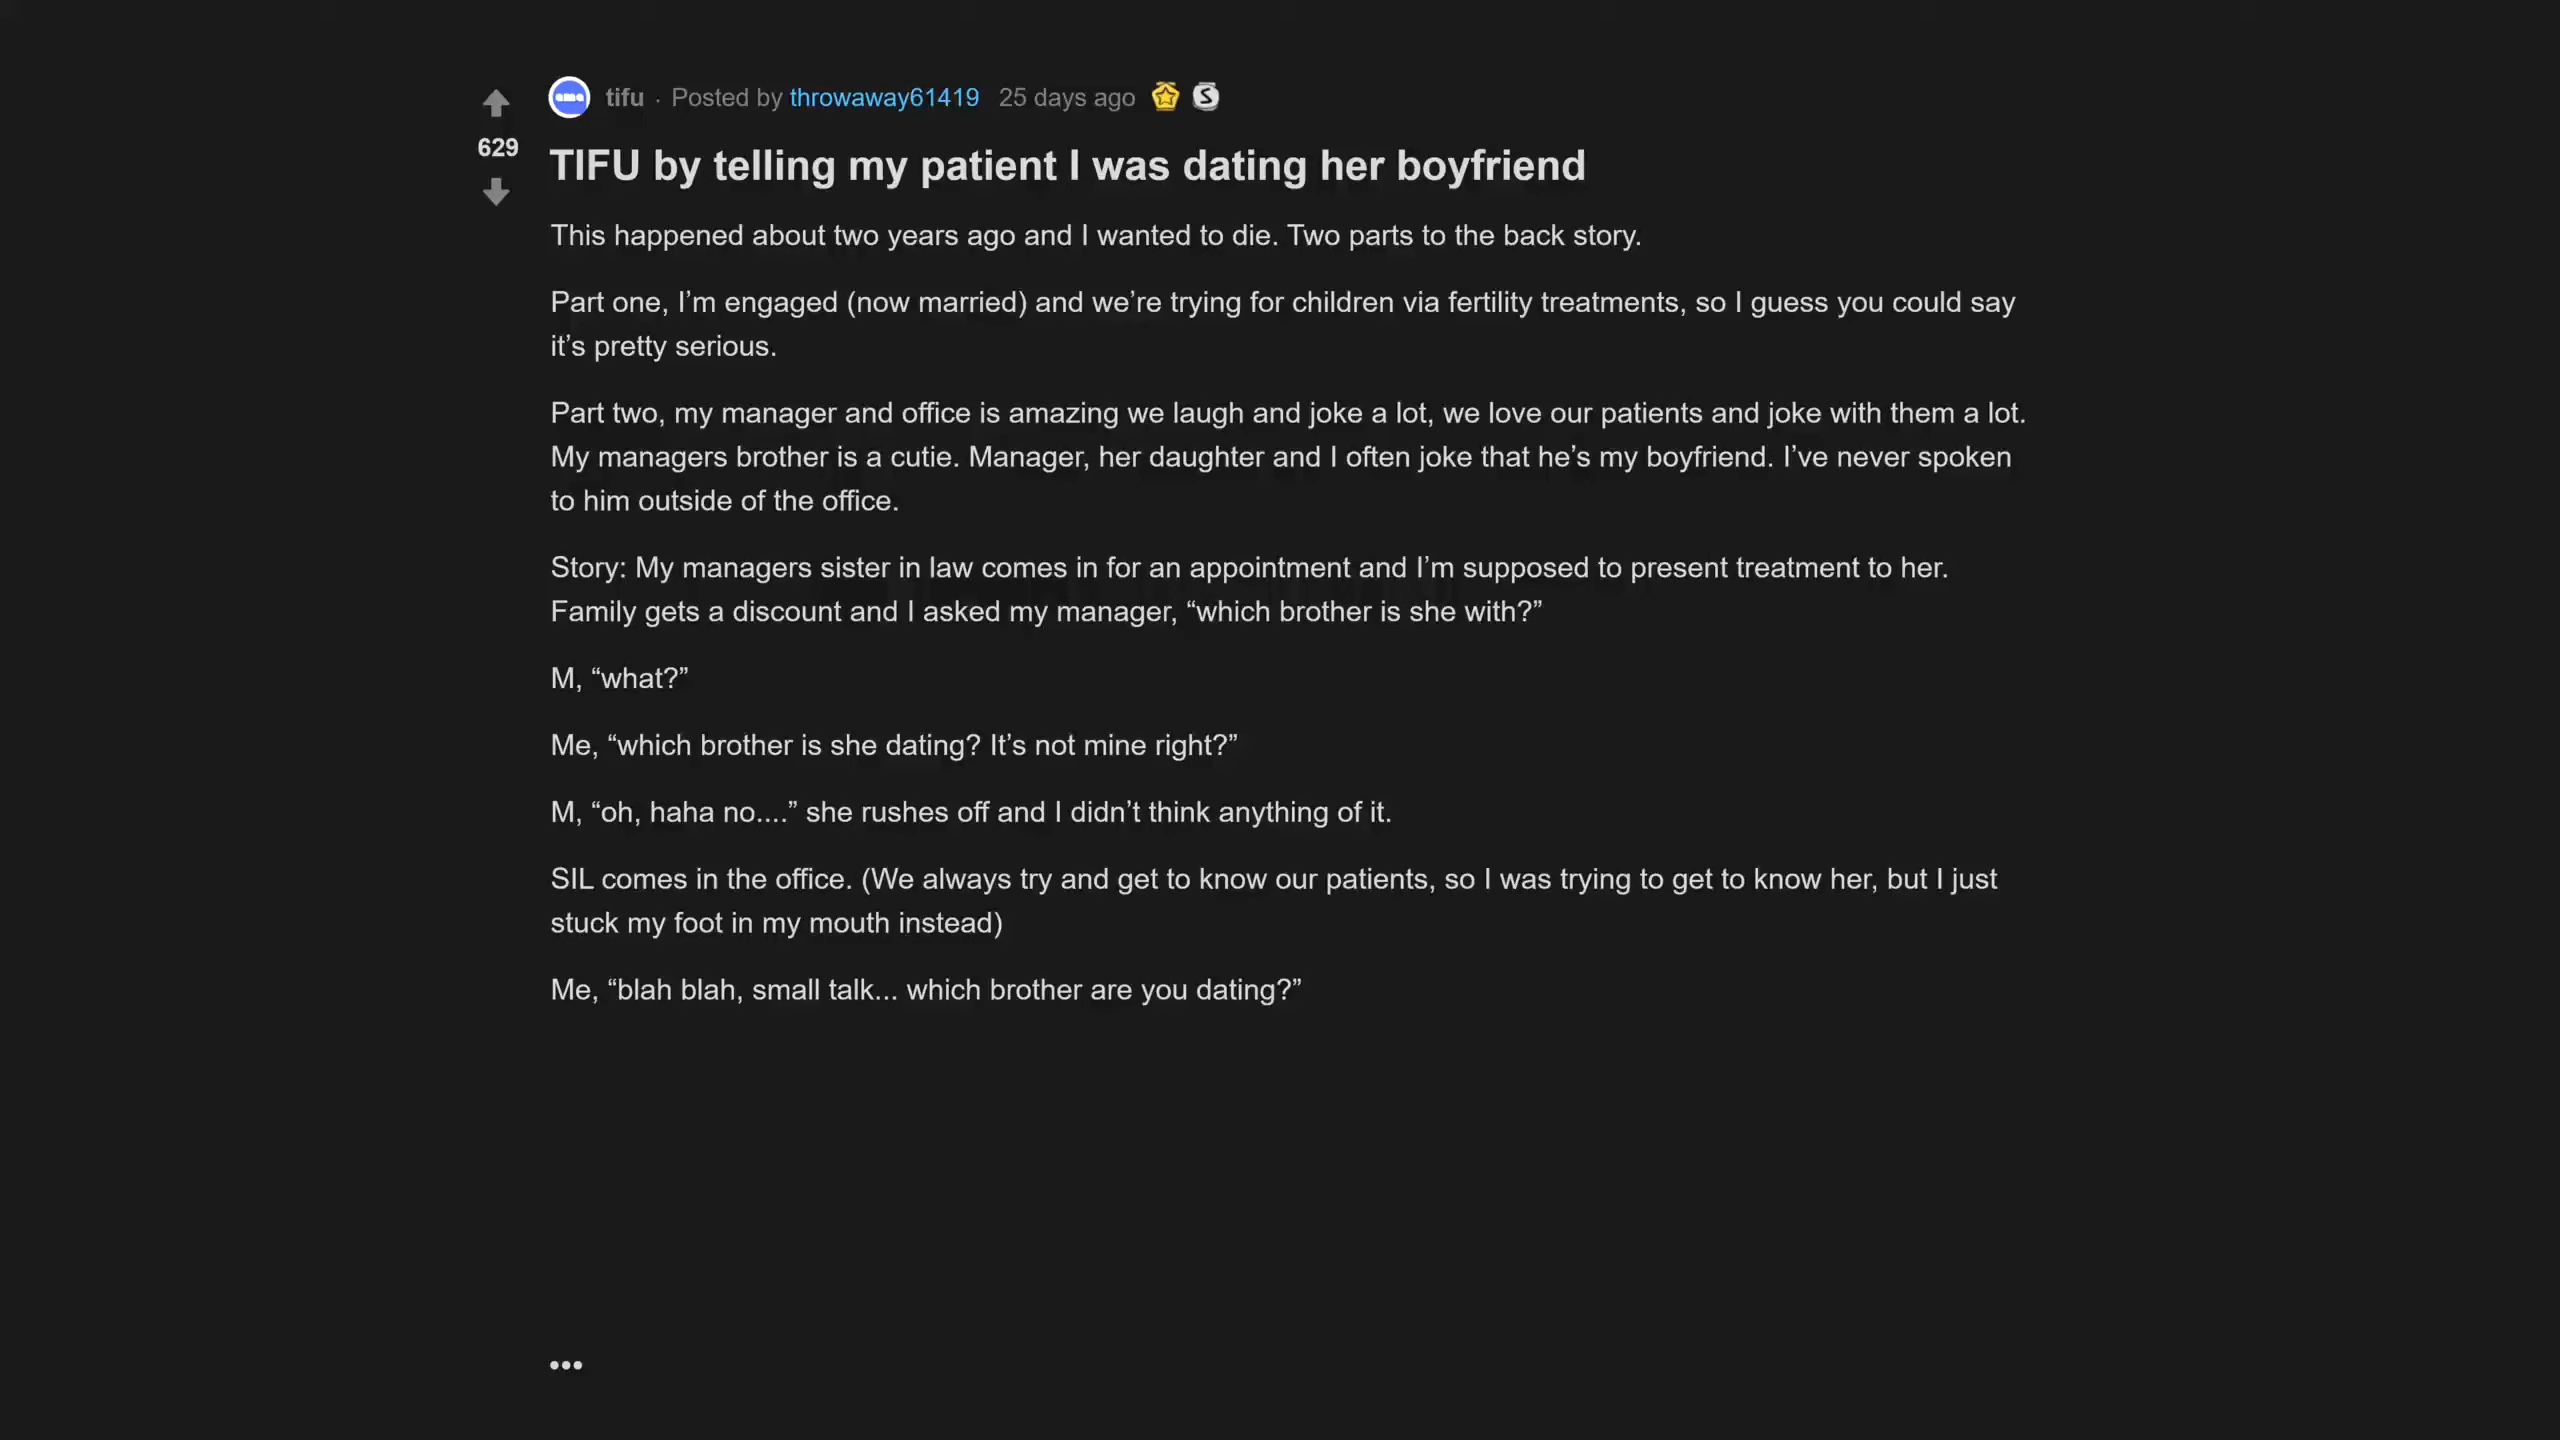 tifu · Posted by throwaway61419 25 days ago
629
TIFU by telling my patient I was dating her boyfriend
This happened about two years ago and I wanted to die. Two parts to the back story.
Part one, I’m engaged (now married) and we’re trying for children via fertility treatments, so I guess you could say
it’s pretty serious.
Part two, my manager and office is amazing we laugh and joke a lot, we love our patients and joke with them a lot.
My managers brother is a cutie. Manager, her daughter and I often joke that he’s my boyfriend. I’ve never spoken
to him outside of the office.
Story: My managers sister in law comes in for an appointment and I’m supposed to present treatment to her.
Family gets a discount and I asked my manager, “which brother is she with?”
M, “what?”
Me, “which brother is she dating? It’s not mine right?”
M, “oh, haha no....” she rushes off and I didn’t think anything of it.
SIL comes in the office. (We always try and get to know our patients, so I was trying to get to know her, but I just
stuck my foot in my mouth instead)
Me, “blah blah, small talk... which brother are you dating?”